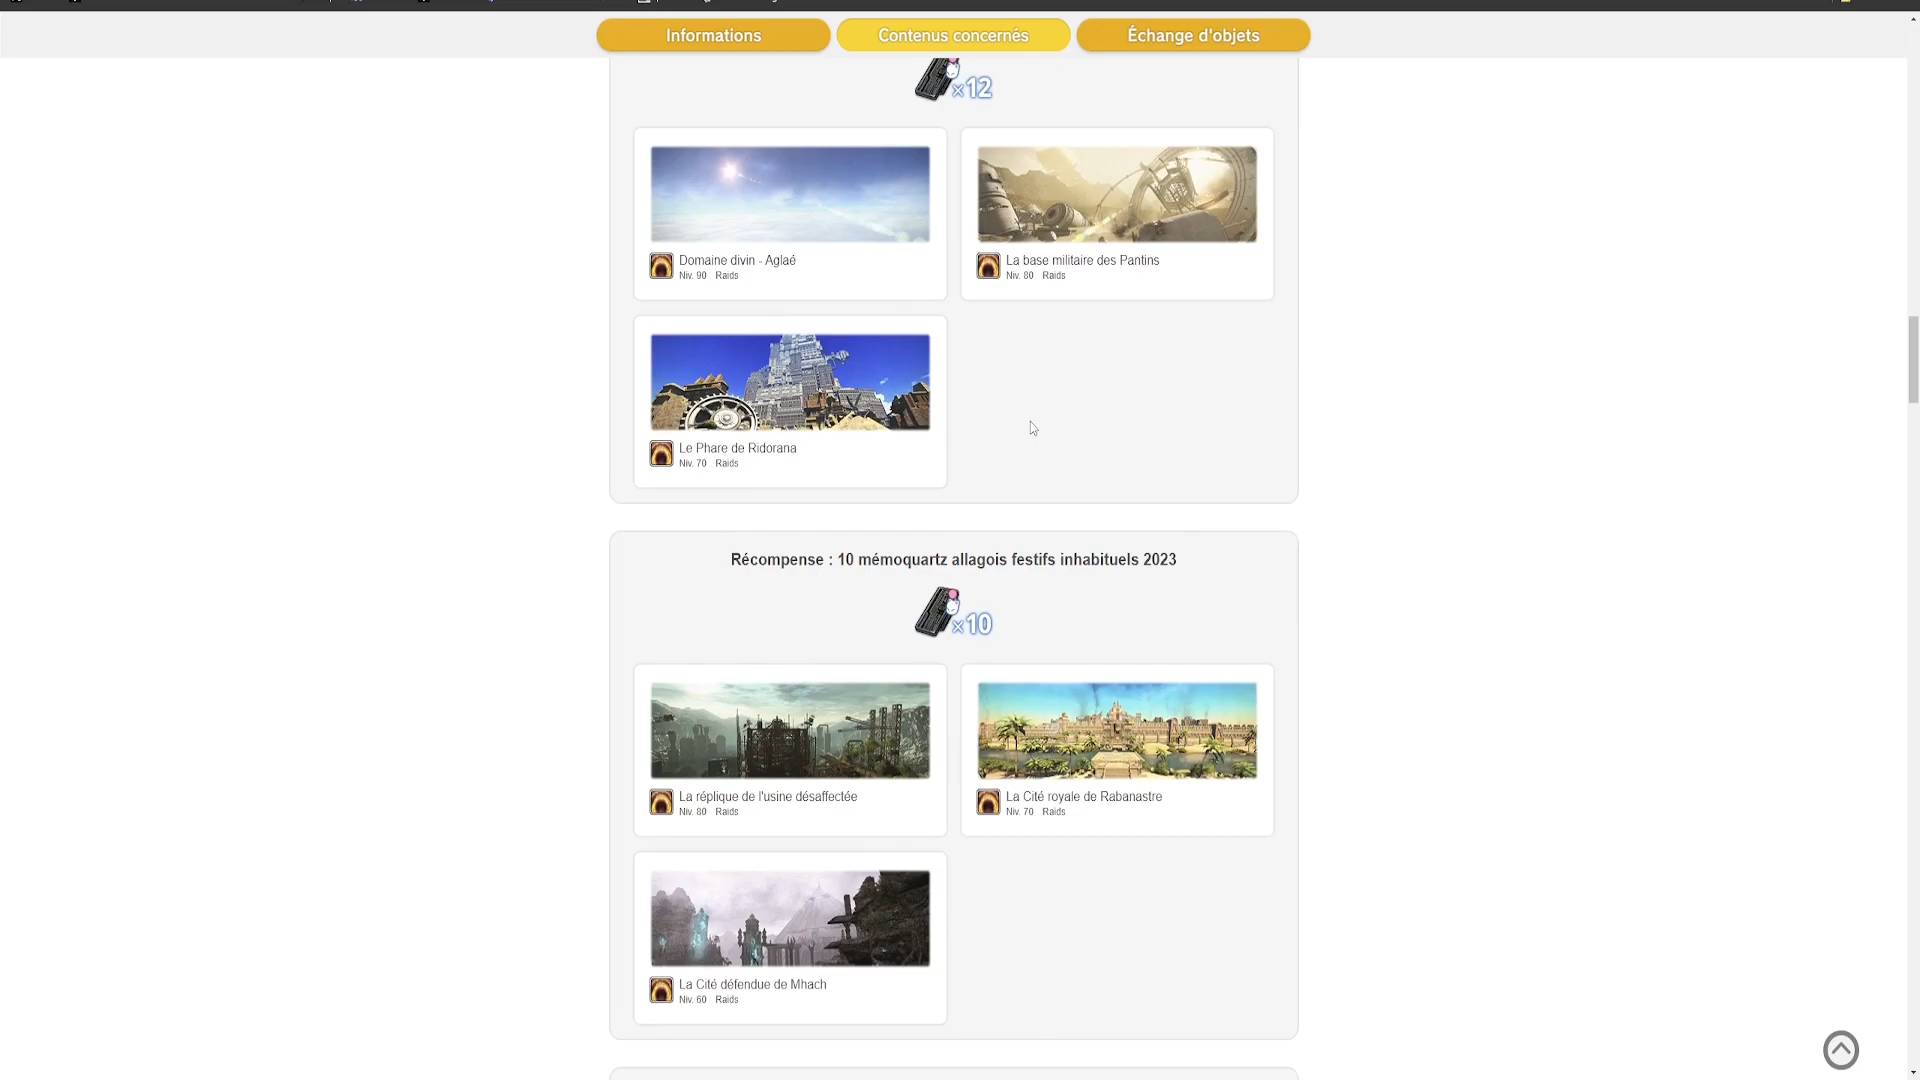 Informations
Contenus concernés
Échange d'objets
×12
Domaine divin - Aglaé
Niv. 90 Raids
La base militaire des Pantins
Niv. 80 Raids
Le Phare de Ridorana
Niv. 70 Raids
Récompense : 10 mémoquartz allagois festifs inhabituels 2023
×10
La réplique de l'usine désaffectée
Niv. 80 Raids
La Cité royale de Rabanastre
Niv. 70 Raids
La Cité défendue de Mhach
Niv. 60 Raids